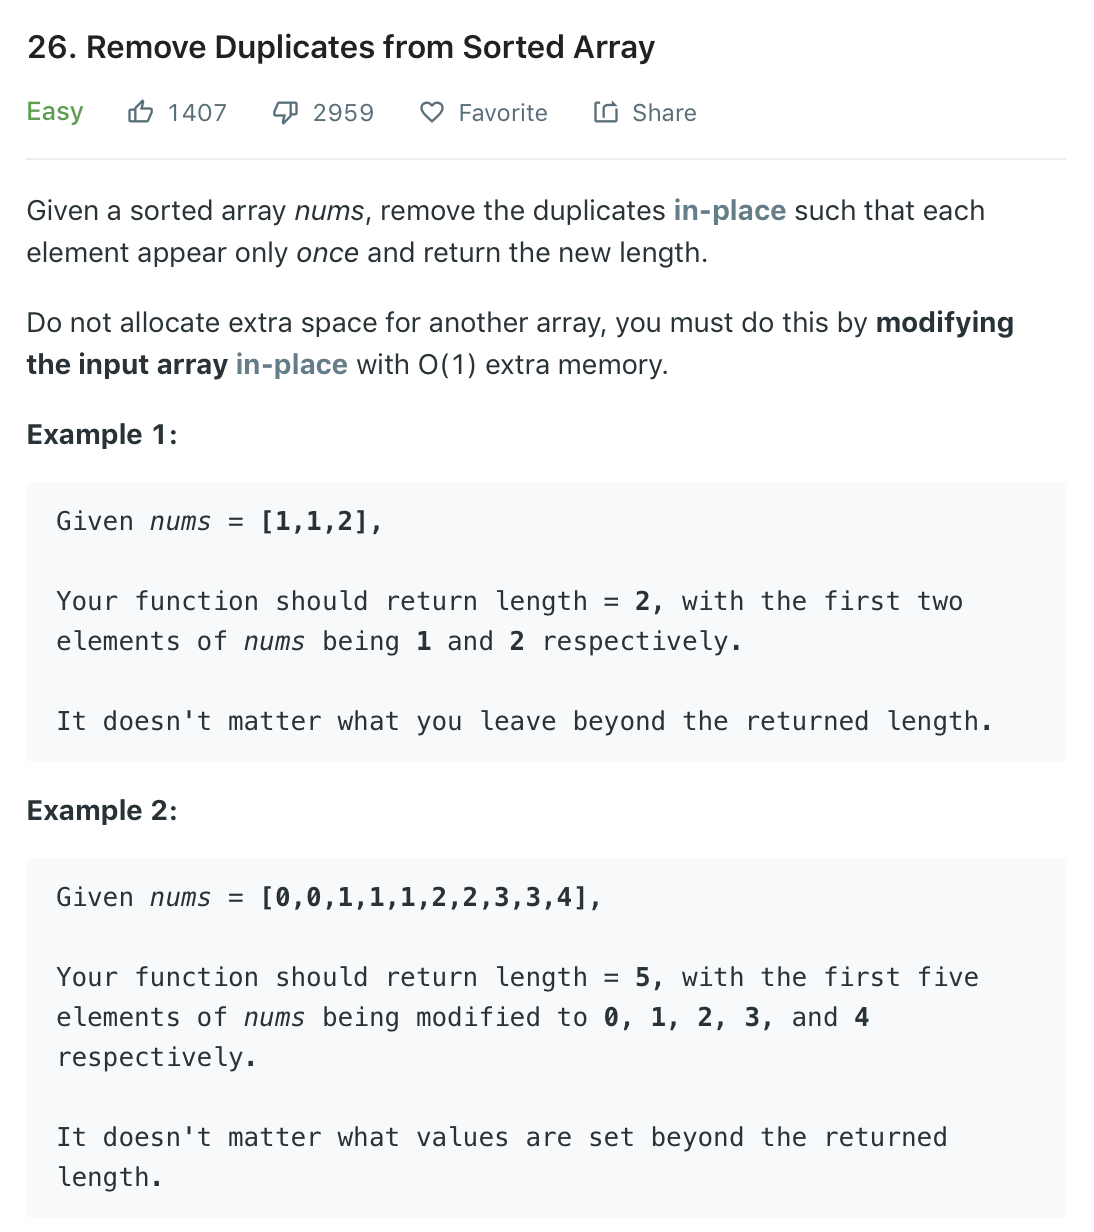 26. Remove Duplicates from Sorted Array
Easy 1407 2959 Favorite Share
Given a sorted array nums, remove the duplicates in-place such that each
element appear only once and return the new length.
Do not allocate extra space for another array, you must do this by modifying
the input array in-place with O(1) extra memory.
Example 1:
Given nums = [1,1,2],
Your function should return length = 2, with the first two
elements of nums being 1 and 2 respectively.
It doesn't matter what you leave beyond the returned length.
Example 2:
Given nums = [0,0,1,1,1,2,2,3,3,4],
Your function should return length = 5, with the first five
elements of nums being modified to 0, 1, 2, 3, and 4
respectively.
It doesn't matter what values are set beyond the returned
length.